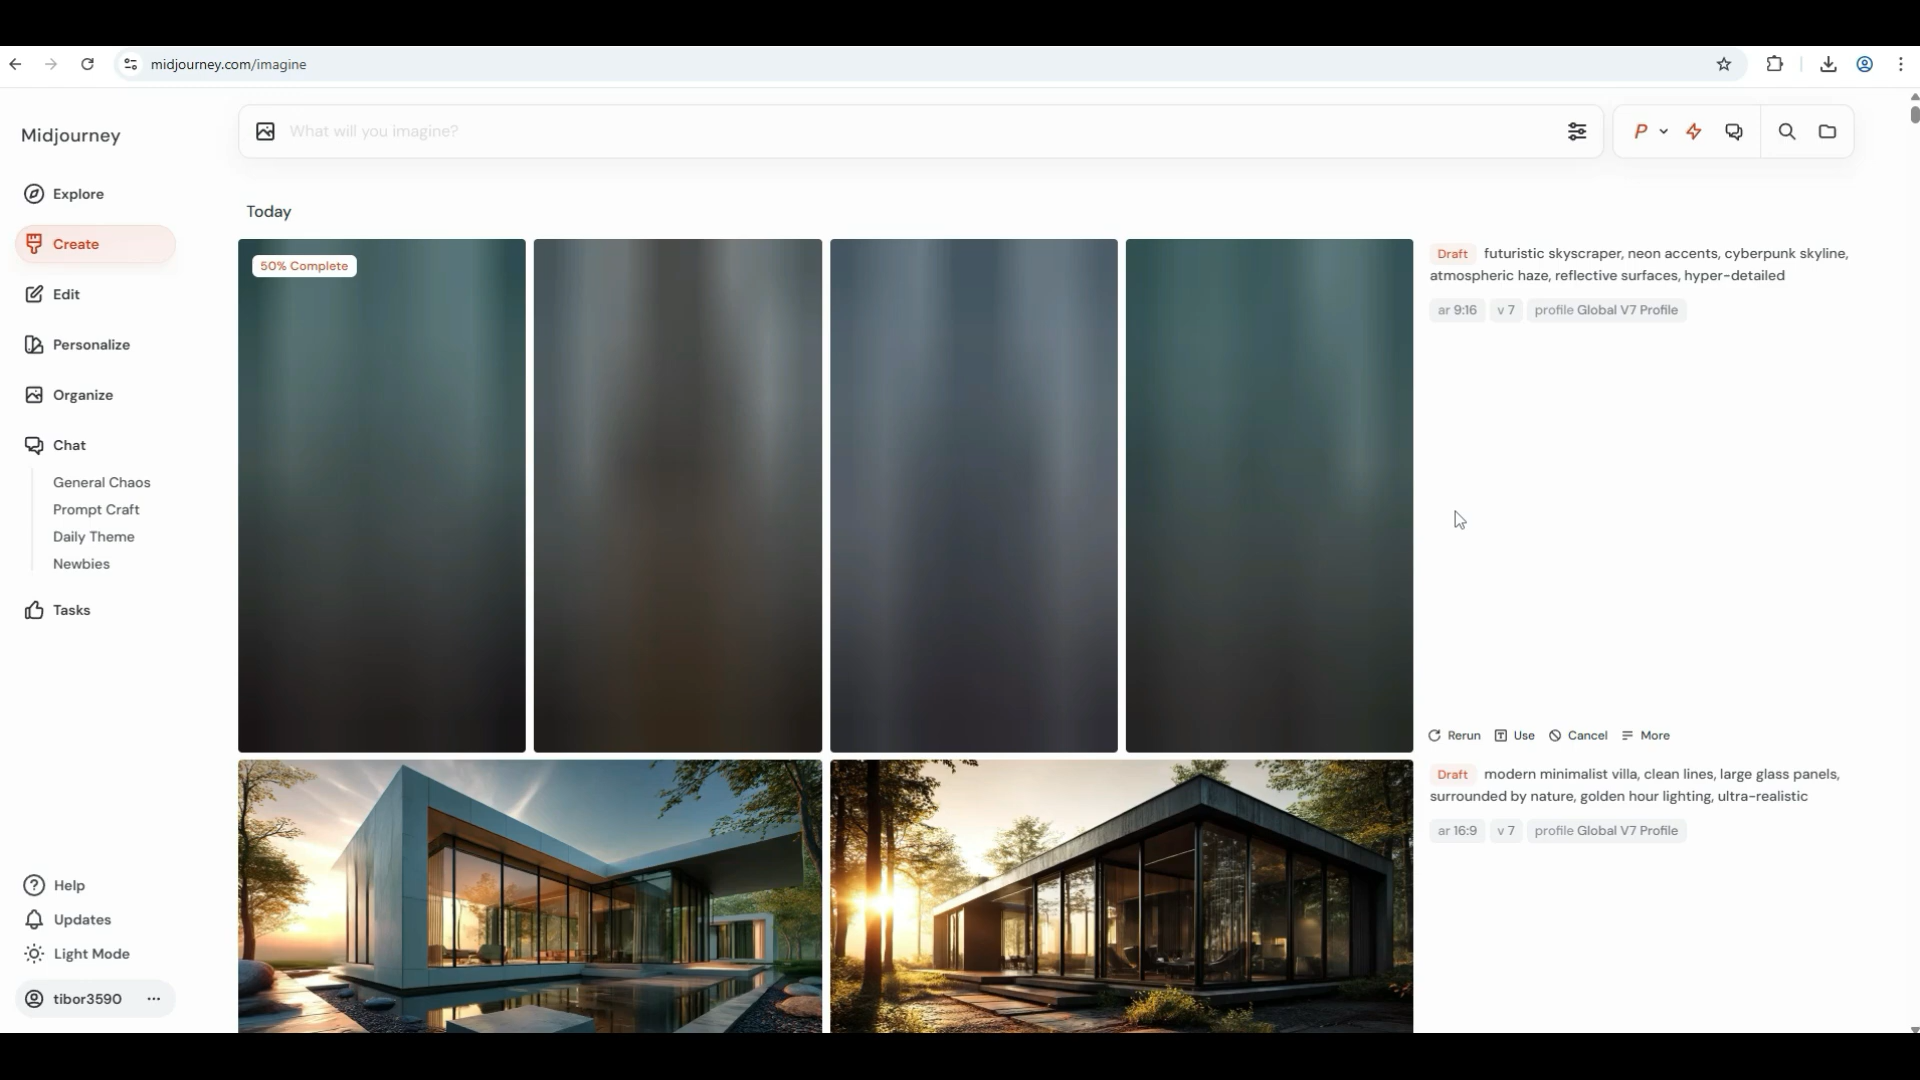 midjourney.com/imagine
Midjourney
What will you imagine?
P
Explore
Create
Edit
Personalize
Organize
Chat
General Chaos
Prompt Craft
Daily Theme
Newbies
Tasks
Help
Updates
Light Mode
tibor3590
Today
50% Complete
Draft futuristic skyscraper, neon accents, cyberpunk skyline,
atmospheric haze, reflective surfaces, hyper-detailed
ar 9:16 v 7 profile Global V7 Profile
Rerun Use Cancel More
Draft modern minimalist villa, clean lines, large glass panels,
surrounded by nature, golden hour lighting, ultra-realistic
ar 16:9 v 7 profile Global V7 Profile